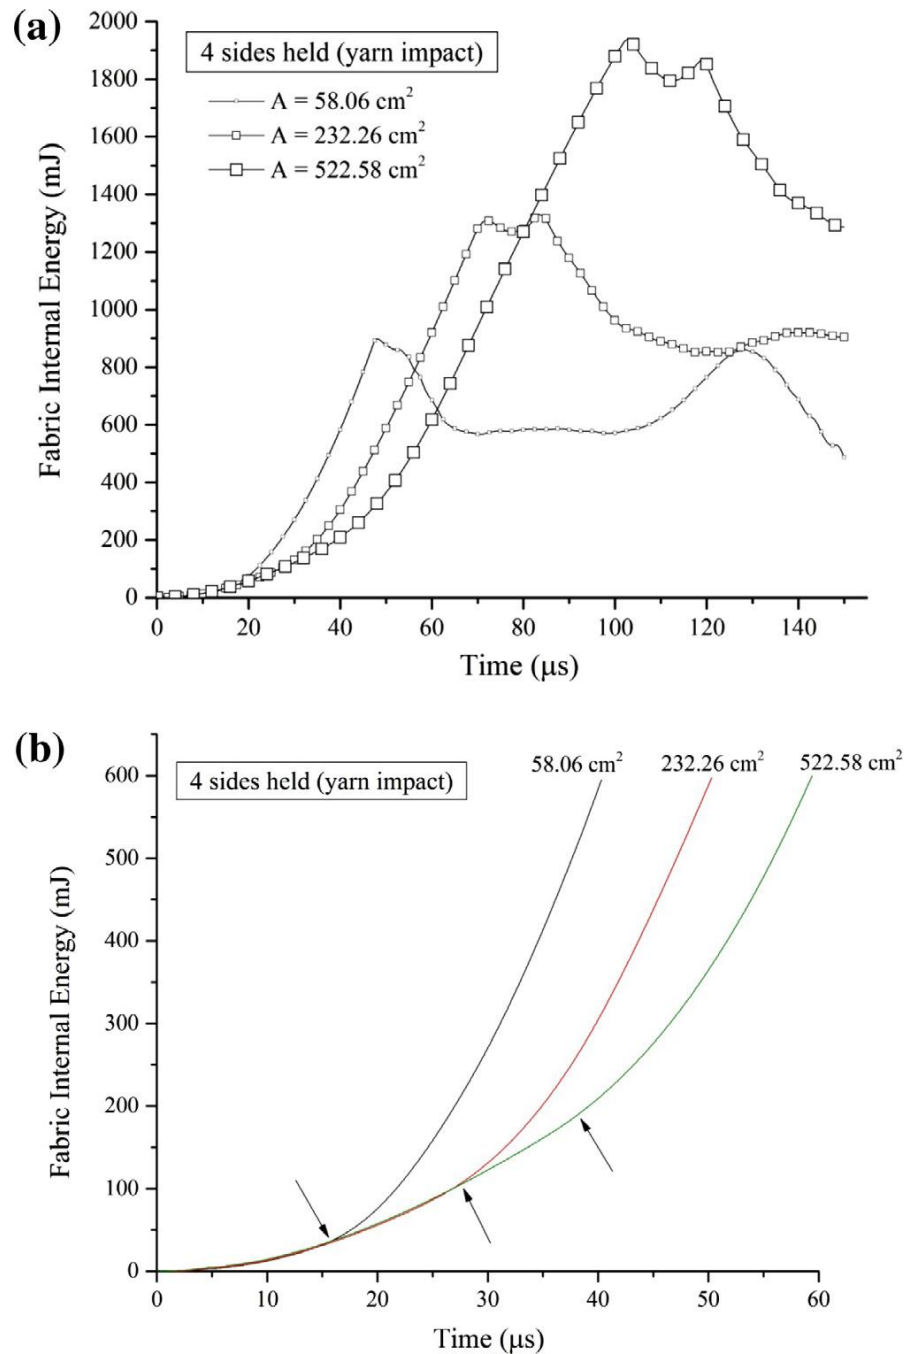 (a)
2000
1800
1600
1400
1200
1000
800
600
400
200
0
Fabric Internal Energy (mJ)
4 sides held (yarn impact)
A = 58.06 cm²
A = 232.26 cm²
A = 522.58 cm²
0 20 40 60 80 100 120 140
Time (μs)
(b)
600
500
400
300
200
100
0
Fabric Internal Energy (mJ)
4 sides held (yarn impact)
58.06 cm² 232.26 cm² 522.58 cm²
0 10 20 30 40 50 60
Time (μs)